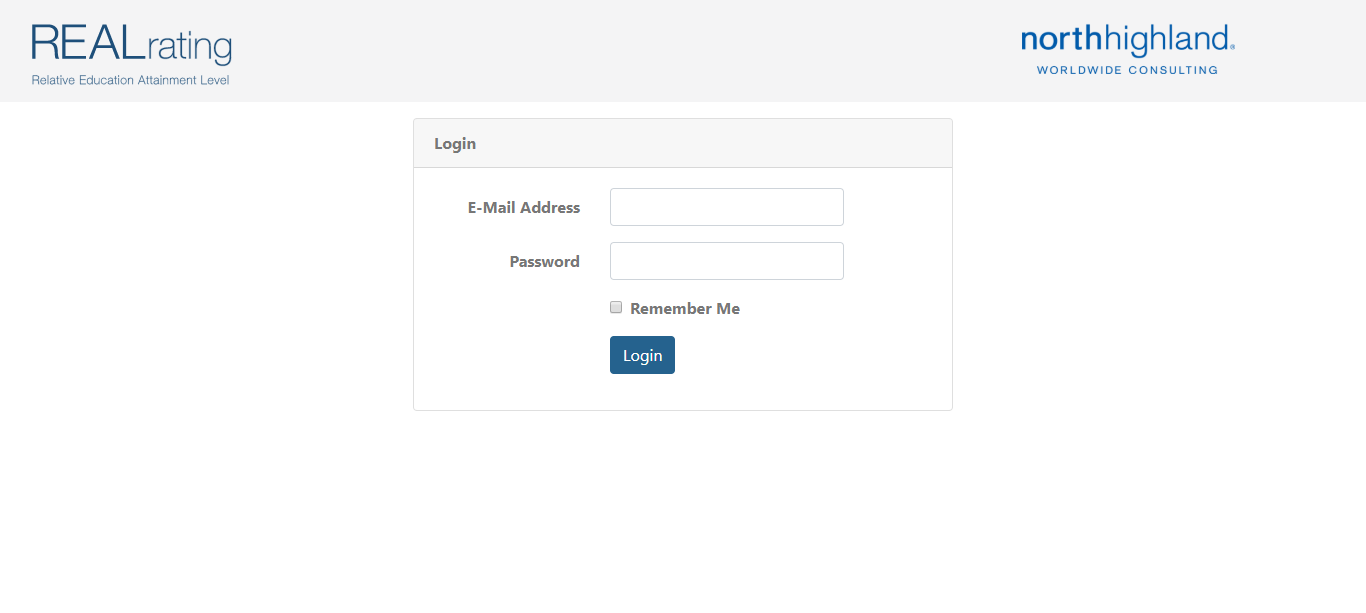 REALrating
Relative Education Attainment Level
northhighland®
WORLDWIDE CONSULTING
Login
E-Mail Address
Password
Remember Me
Login